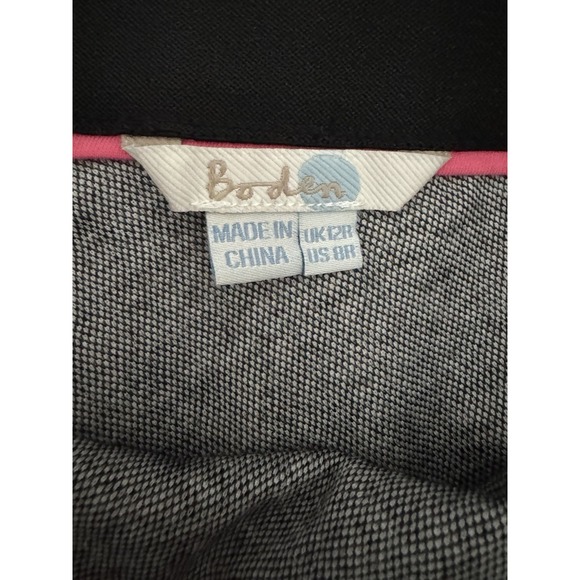 Boden
MADE IN
CHINA
UK12R
US 8R